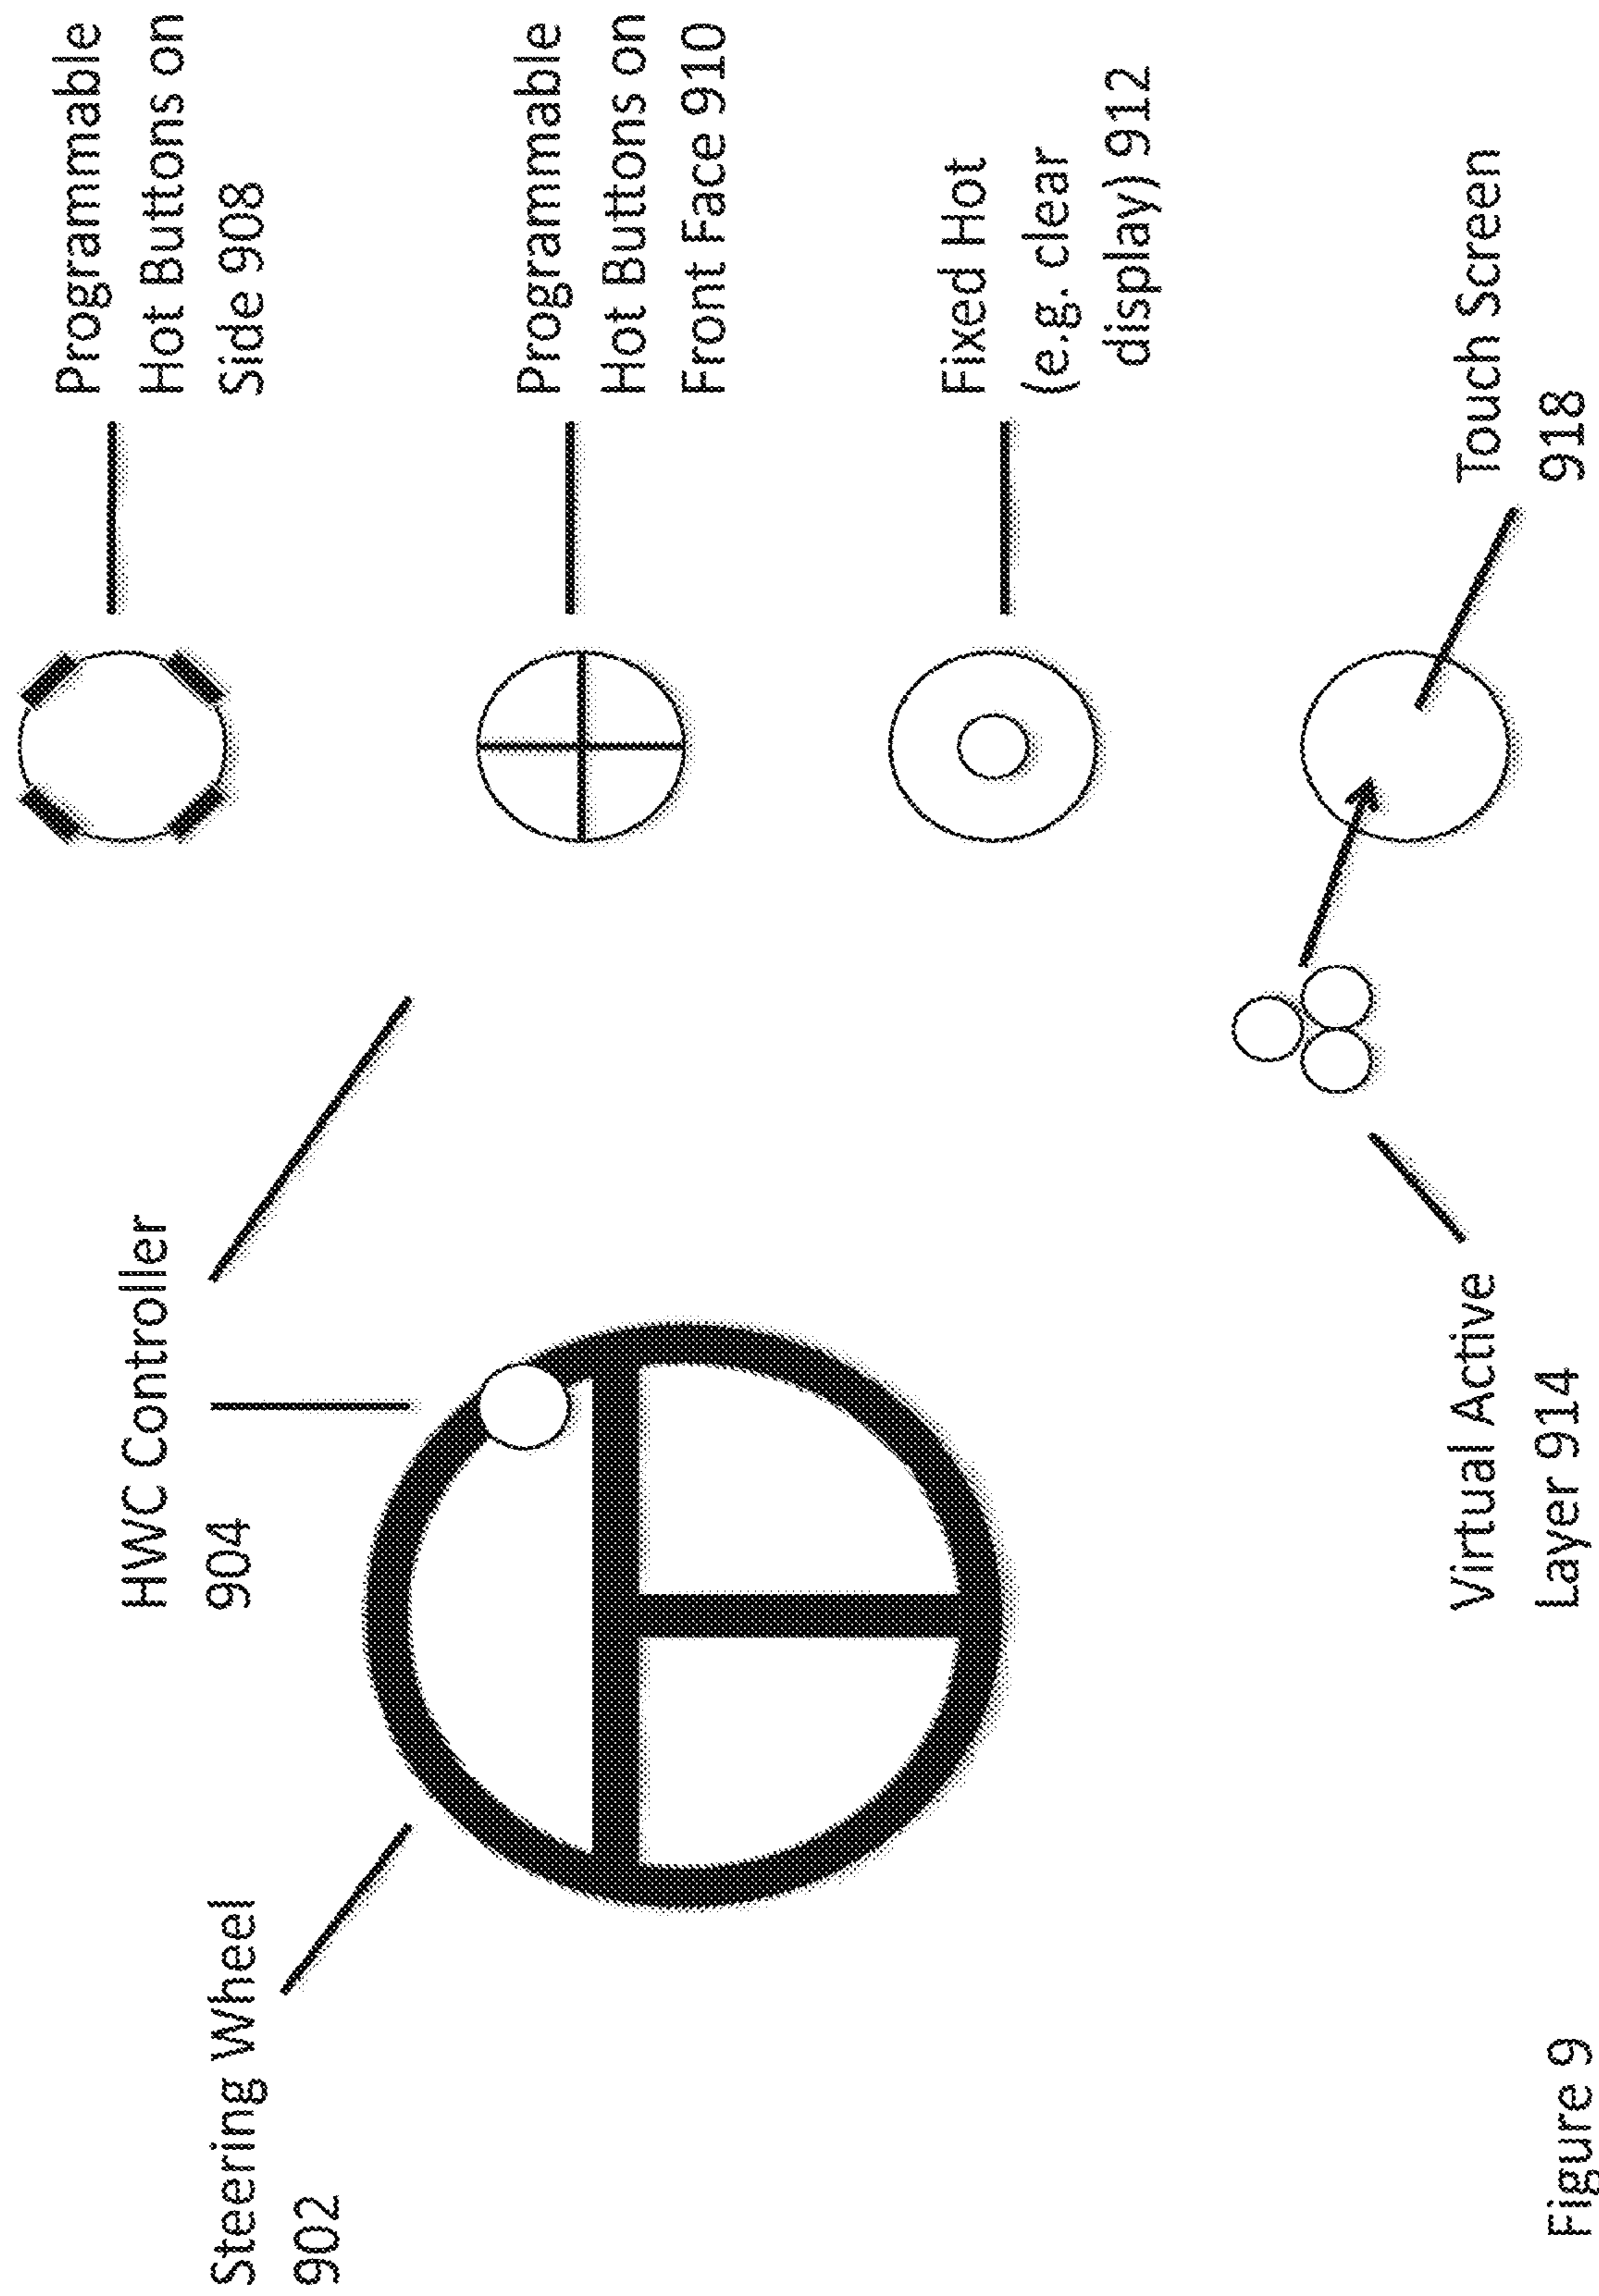 Steering Wheel
902
HWC Controller
904
Programmable
Hot Buttons on
Side 908
Programmable
Hot Buttons on
Front Face 910
Fixed Hot
(e.g. clear
display) 912
Touch Screen
918
Virtual Active
Layer 914
Figure 9